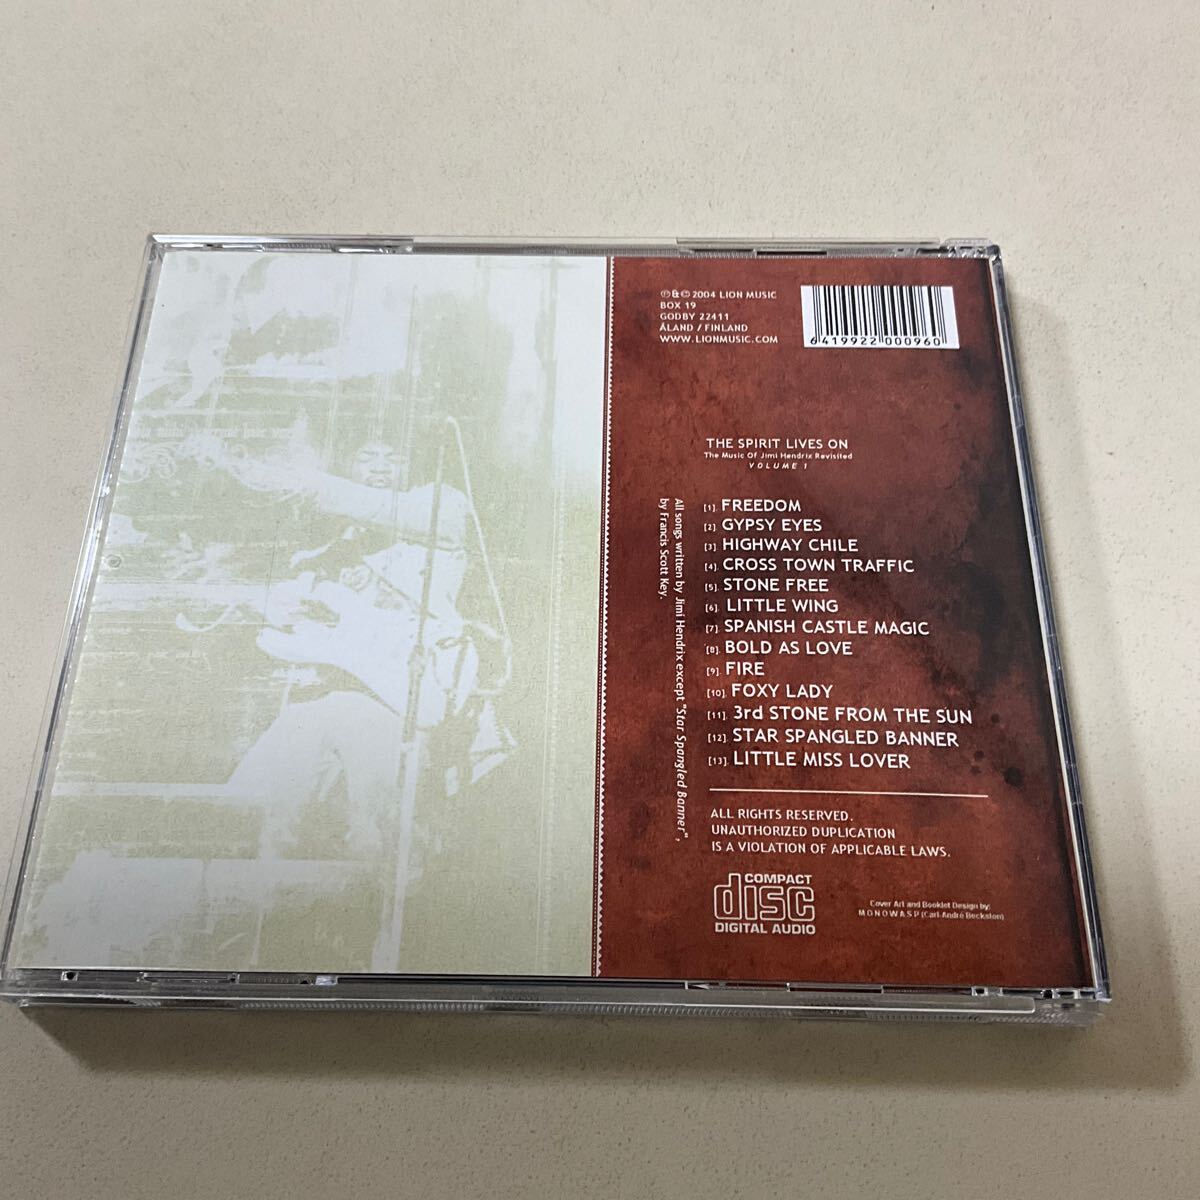 ℗&© 2004 LION MUSIC
BOX 19
GODBY 22411
ÅLAND / FINLAND
WWW.LIONMUSIC.COM
6 419922 000960
THE SPIRIT LIVES ON
The Music Of Jimi Hendrix Revisited
VOLUME 1
All songs written by Jimi Hendrix except "Star Spangled Banner",
by Francis Scott Key.
[1]. FREEDOM
[2]. GYPSY EYES
[3]. HIGHWAY CHILE
[4]. CROSS TOWN TRAFFIC
[5]. STONE FREE
[6]. LITTLE WING
[7]. SPANISH CASTLE MAGIC
[8]. BOLD AS LOVE
[9]. FIRE
[10]. FOXY LADY
[11]. 3rd STONE FROM THE SUN
[12]. STAR SPANGLED BANNER
[13]. LITTLE MISS LOVER
ALL RIGHTS RESERVED.
UNAUTHORIZED DUPLICATION
IS A VIOLATION OF APPLICABLE LAWS.
COMPACT
disc
DIGITAL AUDIO
Cover Art and Booklet Design by:
MONOWASP (Carl-André Beckston)